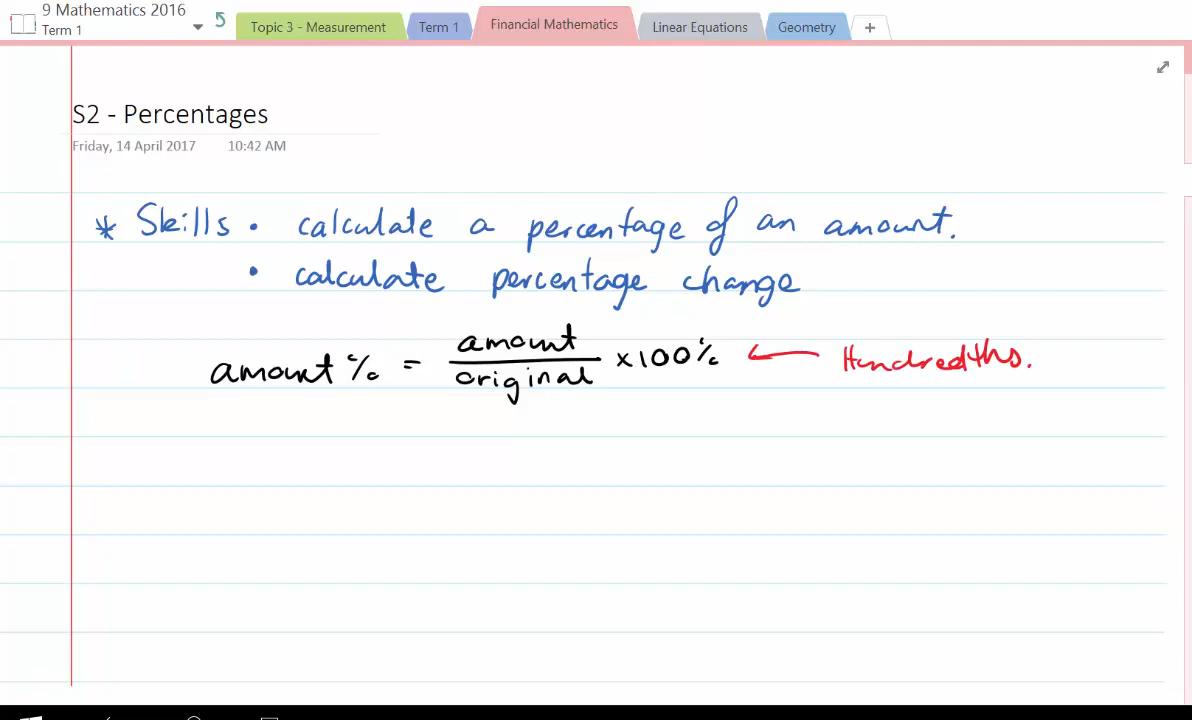 9 Mathematics 2016
Term 1
Topic 3 - Measurement
Term 1
Financial Mathematics
Linear Equations
Geometry
+
S2 - Percentages
Friday, 14 April 2017 10:42 AM
* Skills • calculate a percentage of an amount.
• calculate percentage change
amount % = amount / original × 100% ← Hundredths.